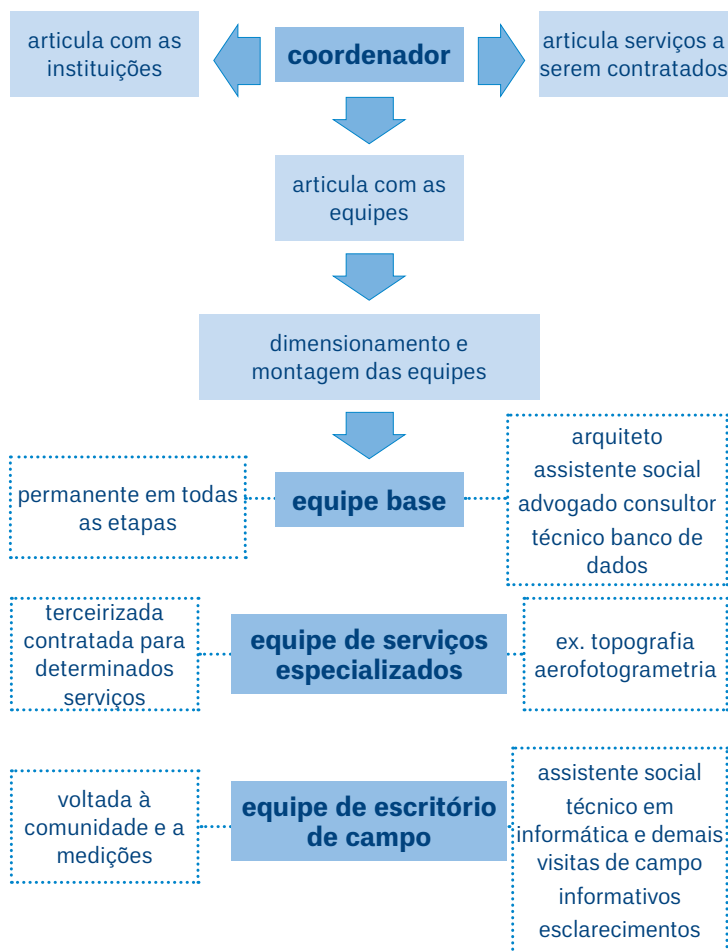 articula com as
instituições
coordenador
articula serviços a
serem contratados
articula com as
equipes
dimensionamento e
montagem das equipes
permanente em todas
as etapas
equipe base
arquiteto
assistente social
advogado consultor
técnico banco de
dados
terceirizada
contratada para
determinados
serviços
equipe de serviços
especializados
ex. topografia
aerofotogrametria
voltada à
comunidade e a
medições
equipe de escritório
de campo
assistente social
técnico em
informática e demais
visitas de campo
informativos
esclarecimentos